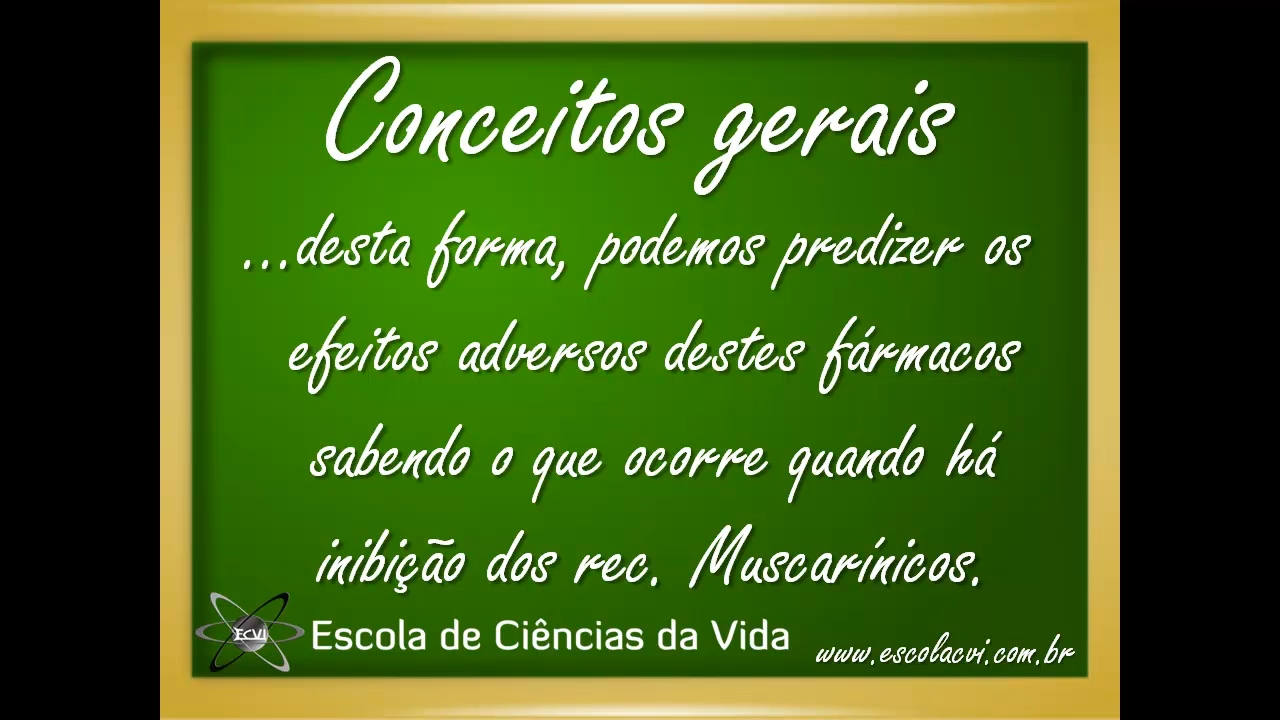 Conceitos gerais
...desta forma, podemos predizer os
efeitos adversos destes fármacos
sabendo o que ocorre quando há
inibição dos rec. Muscarínicos.
ECVI
Escola de Ciências da Vida
www.escolacvi.com.br